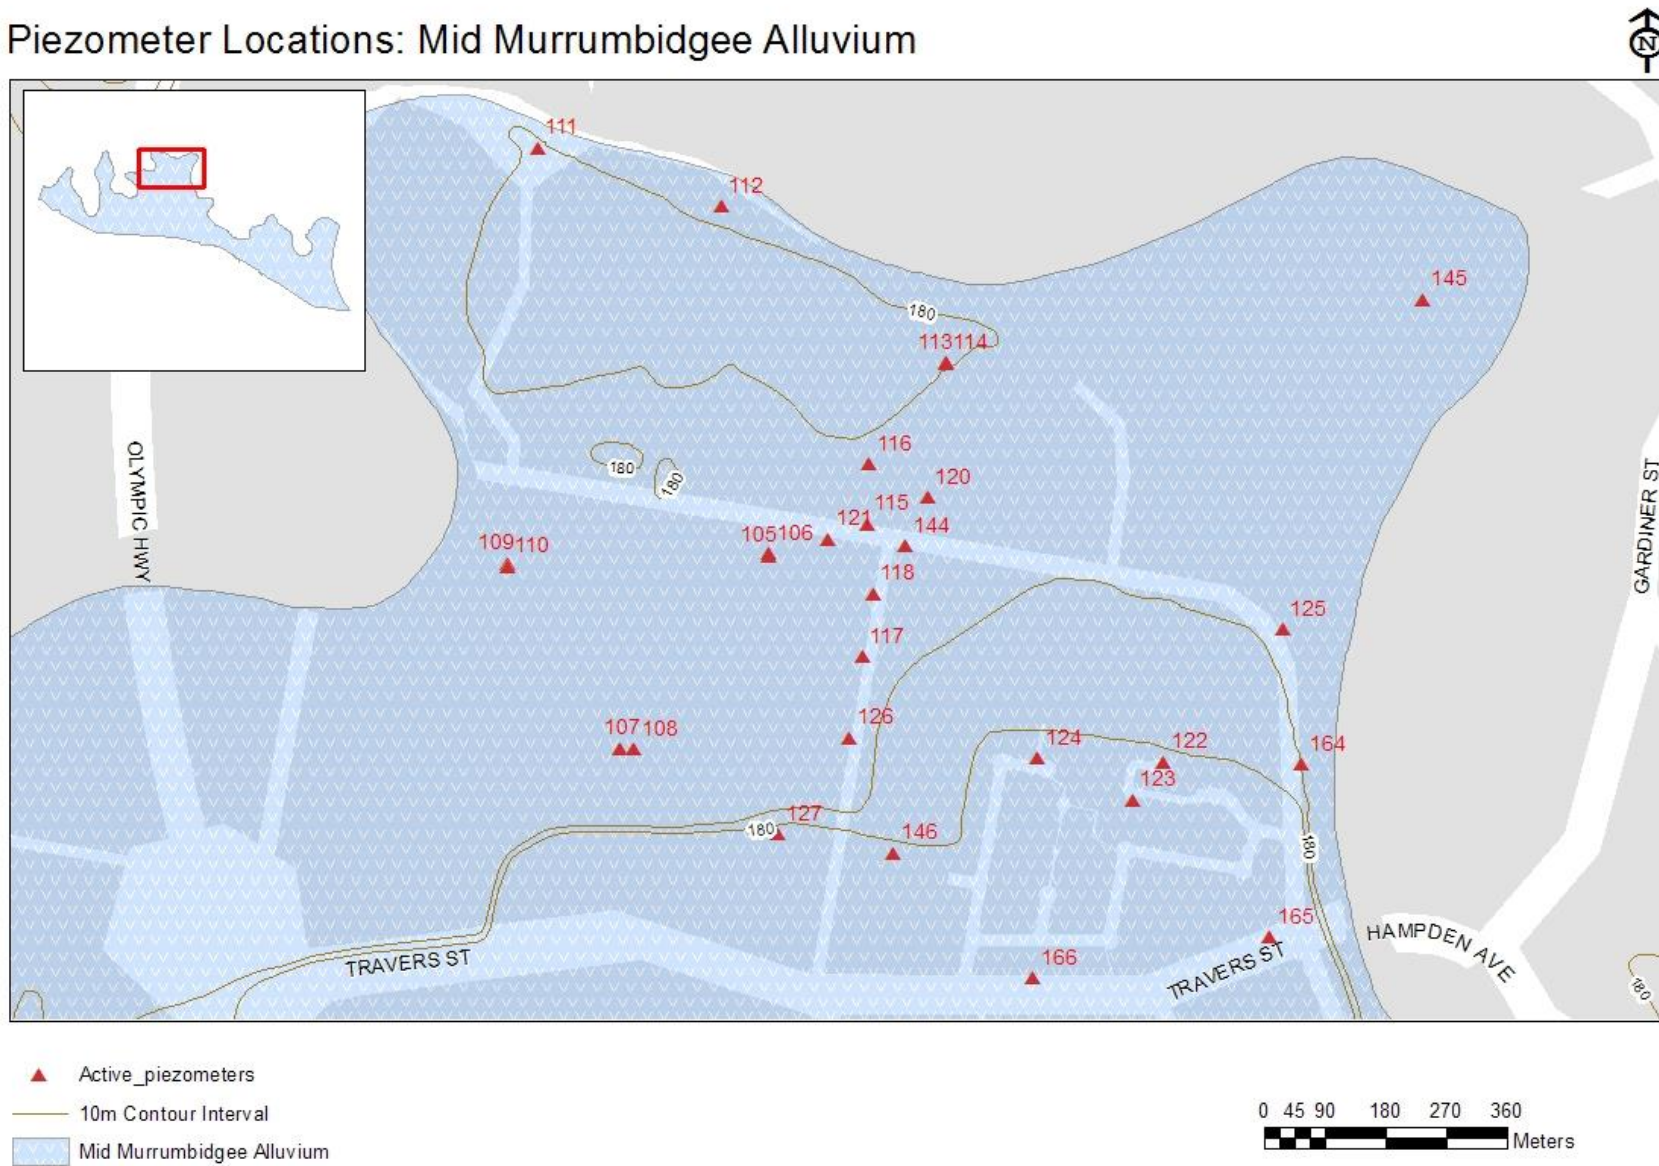 Piezometer Locations: Mid Murrumbidgee Alluvium
N
111
112
145
180
113114
116
180
180
120
115
121
144
105106
109110
118
OLYMPIC HWY
GARDINER ST
125
117
126
107 108
124
122
164
123
127
180
146
180
165
HAMPDEN AVE
166
TRAVERS ST
TRAVERS ST
180
Active_piezometers
10m Contour Interval
Mid Murrumbidgee Alluvium
0 45 90 180 270 360
Meters